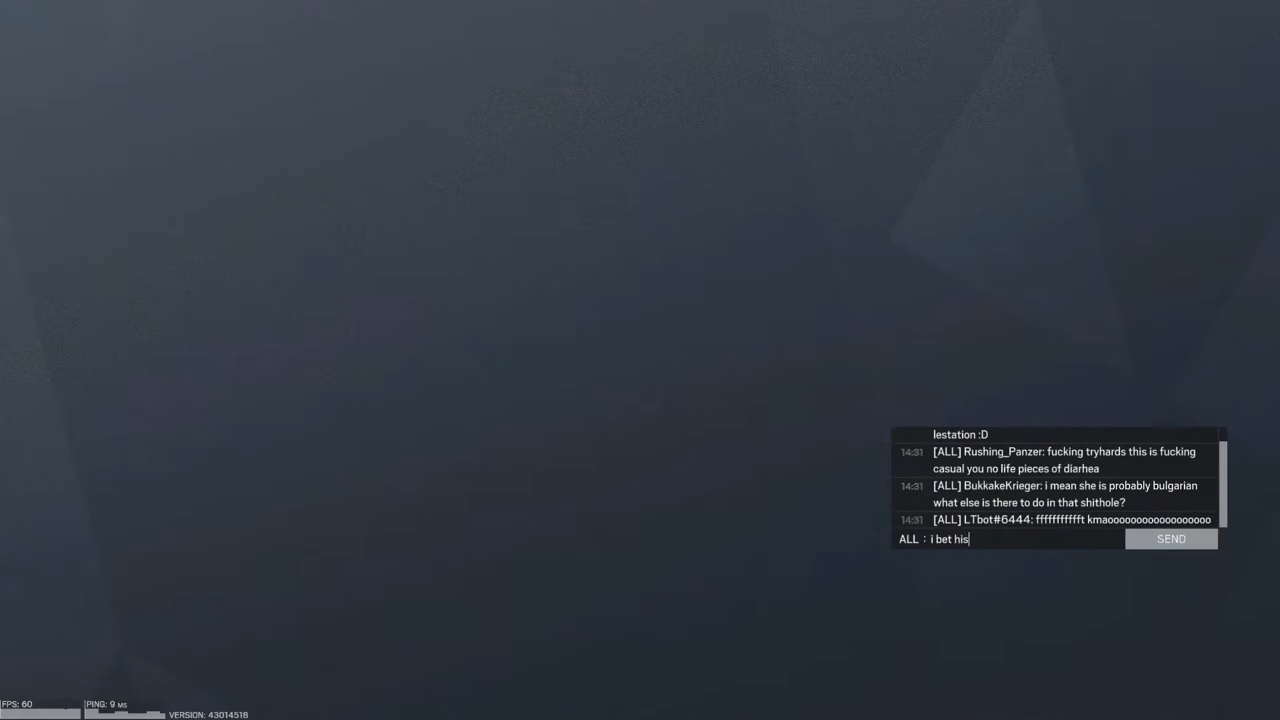 lestation :D
14:31 [ALL] Rushing_Panzer: fucking tryhards this is fucking
casual you no life pieces of diarhea
14:31 [ALL] BukkakeKrieger: i mean she is probably bulgarian
what else is there to do in that shithole?
14:31 [ALL] LTbot#6444: ffffffffffft kmaoooooooooooooooooo
ALL : i bet his SEND
FPS: 60 PING: 9 MS VERSION: 43014518